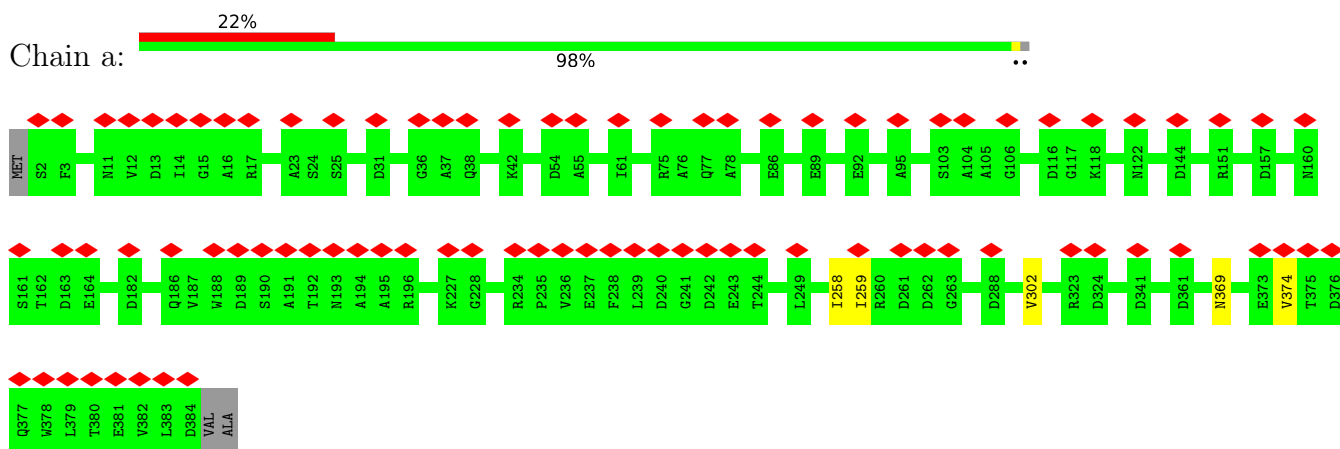 22%
Chain a:
98%
••
MET S2 F3 N11 V12 D13 I14 G15 A16 R17 A23 S24 S25 D31 G36 A37 Q38 K42 D54 A55 I61 R75 A76 Q77 A78 E86 E89 E92 A95 S103 A104 A105 G106 D116 G117 K118 N122 D144 R151 D157 N160
S161 T162 D163 E164 D182 Q186 V187 W188 D189 S190 A191 T192 N193 A194 A195 R196 K227 G228 R234 P235 V236 E237 F238 L239 D240 G241 D242 E243 T244 L249 I258 I259 R260 D261 D262 G263 D288 V302 R323 D324 D341 D361 N369 E373 V374 T375 D376
Q377 W378 L379 T380 E381 V382 L383 D384 VAL ALA